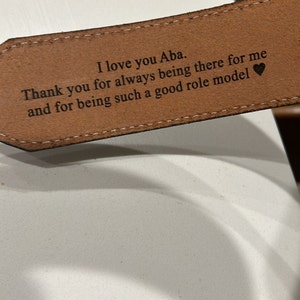 I love you Aba.
Thank you for always being there for me
and for being such a good role model ♥